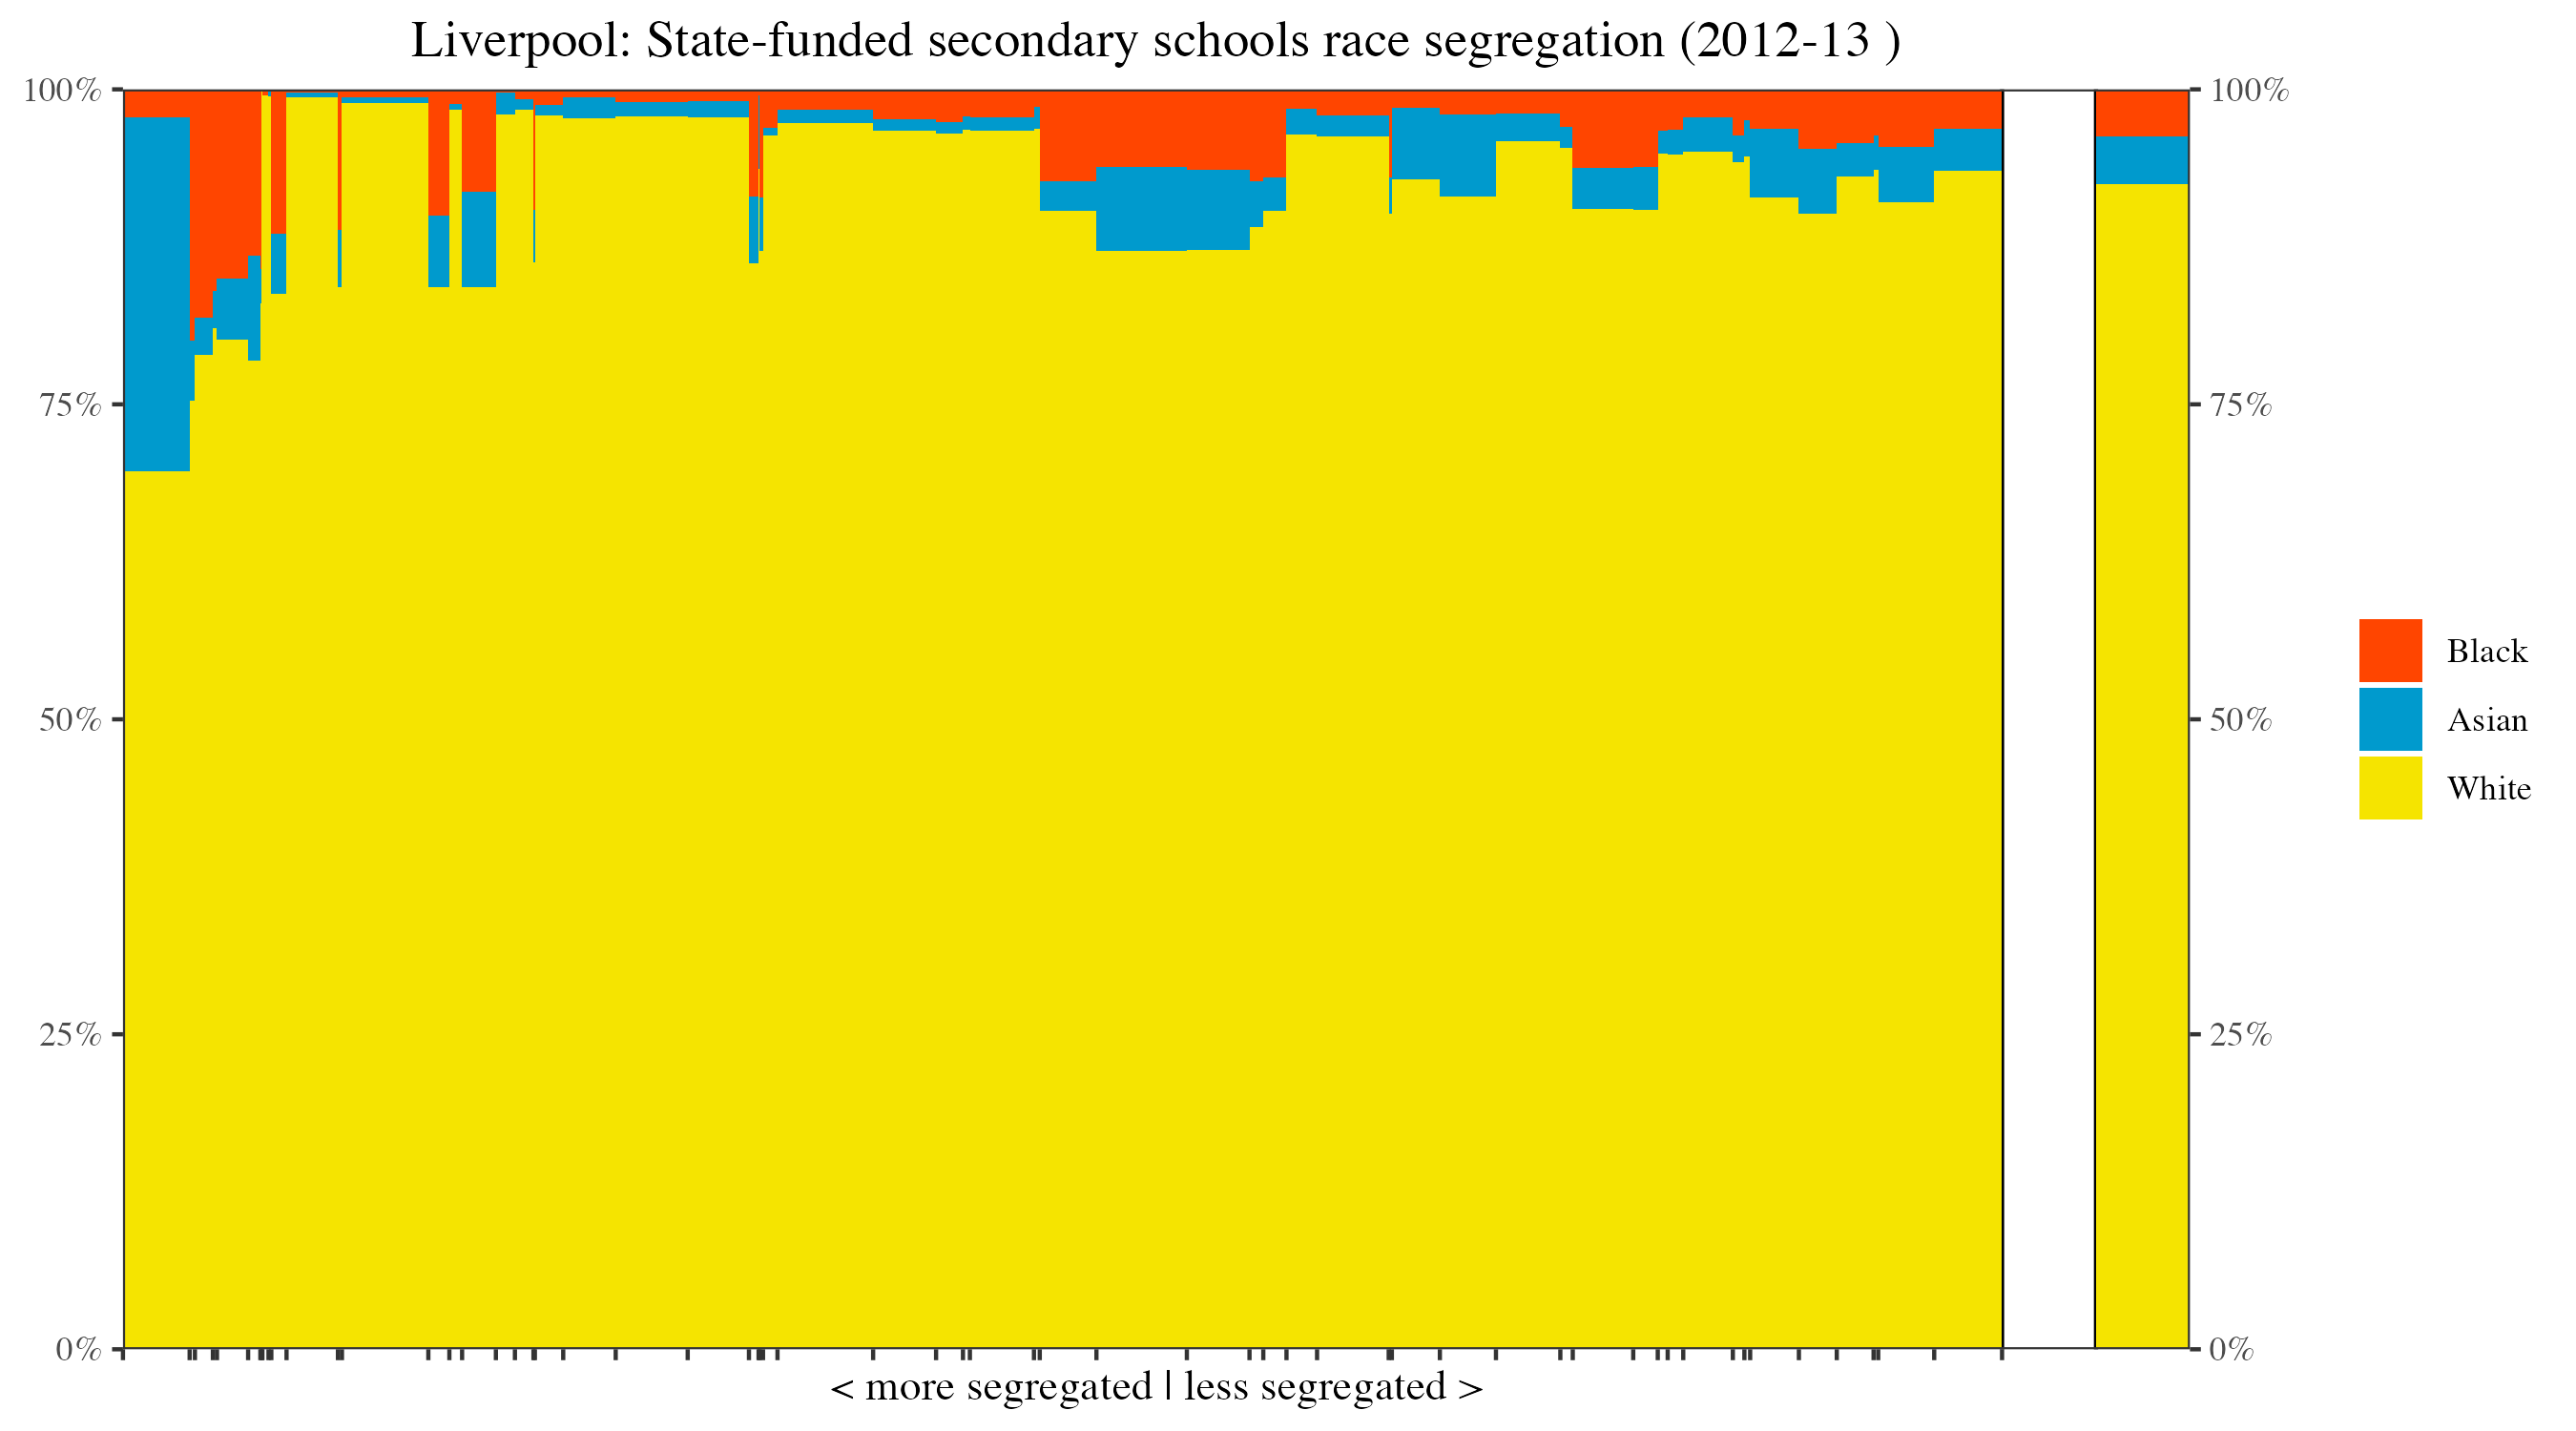 Liverpool: State-funded secondary schools race segregation (2012-13 )
100%
75%
50%
25%
0%
100%
75%
50%
25%
0%
< more segregated | less segregated >
Black
Asian
White